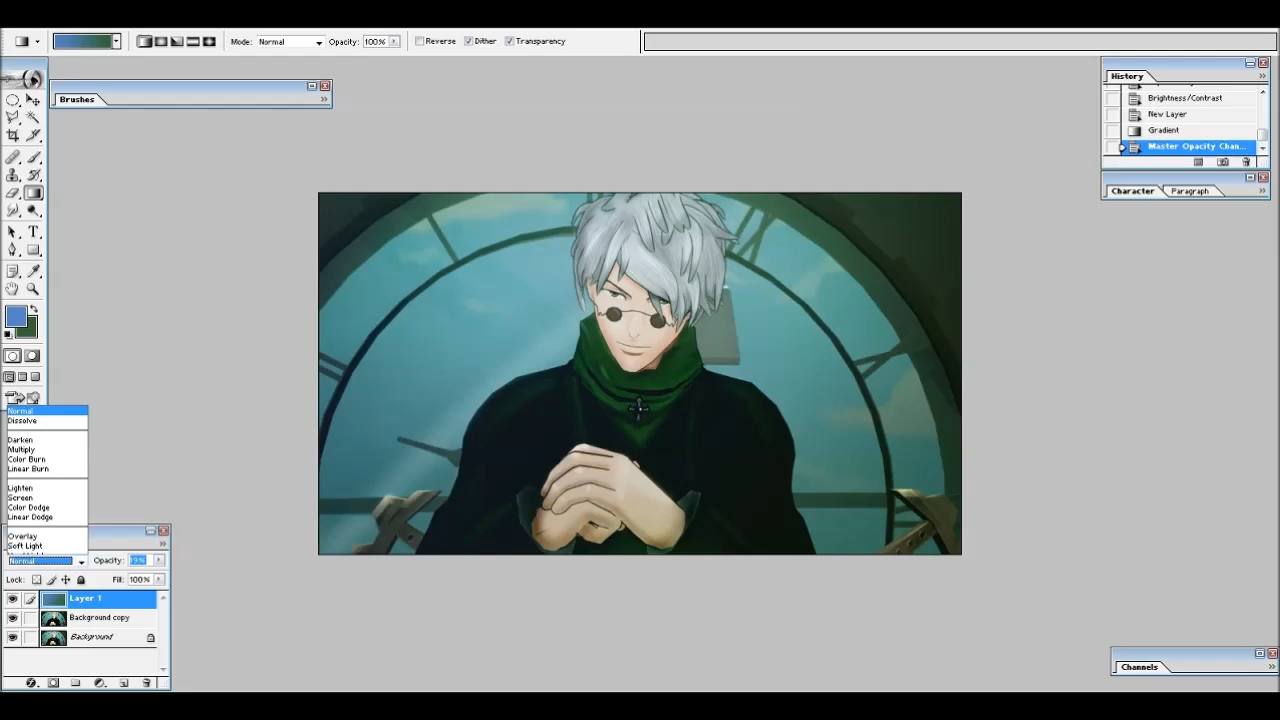 Mode: Normal Opacity: 100% Reverse Dither Transparency
Brushes
History
Brightness/Contrast
New Layer
Gradient
Master Opacity Chan...
Character Paragraph
Normal
Dissolve
Darken
Multiply
Color Burn
Linear Burn
Lighten
Screen
Color Dodge
Linear Dodge
Overlay
Soft Light
Normal Opacity: 19%
Lock: Fill: 100%
Layer 1
Background copy
Background
Channels